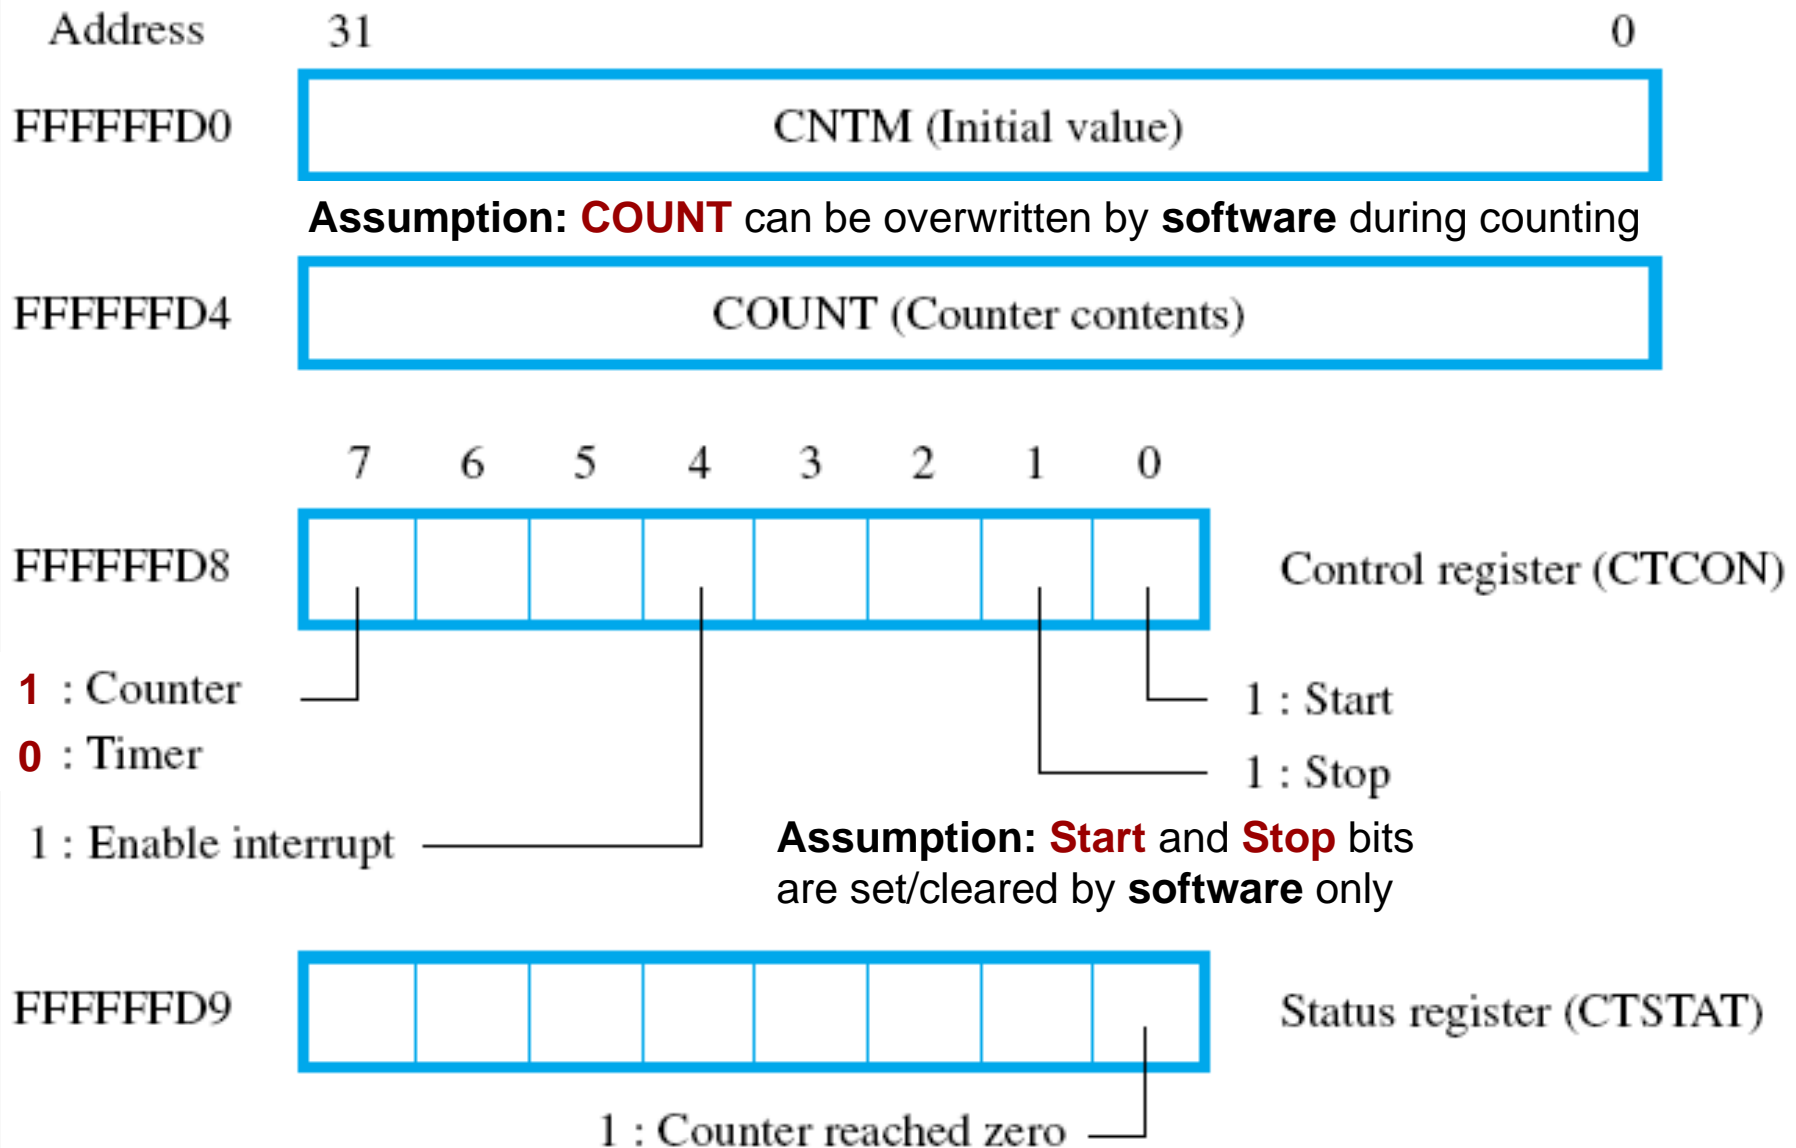 Address 31 0
FFFFFFD0 CNTM (Initial value)
Assumption: COUNT can be overwritten by software during counting
FFFFFFD4 COUNT (Counter contents)
7 6 5 4 3 2 1 0
FFFFFFD8 Control register (CTCON)
1 : Counter
1 : Start
0 : Timer
1 : Stop
1 : Enable interrupt
Assumption: Start and Stop bits
are set/cleared by software only
FFFFFFD9 Status register (CTSTAT)
1 : Counter reached zero